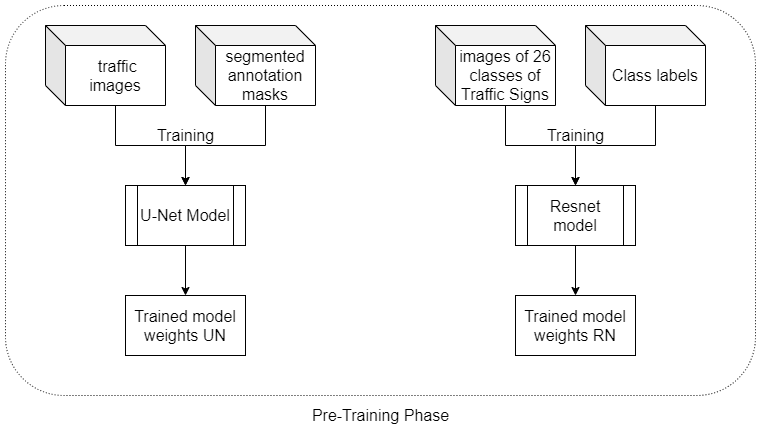 traffic
images
segmented
annotation
masks
Training
U-Net Model
Trained model
weights UN
images of 26
classes of
Traffic Signs
Class labels
Training
Resnet
model
Trained model
weights RN
Pre-Training Phase